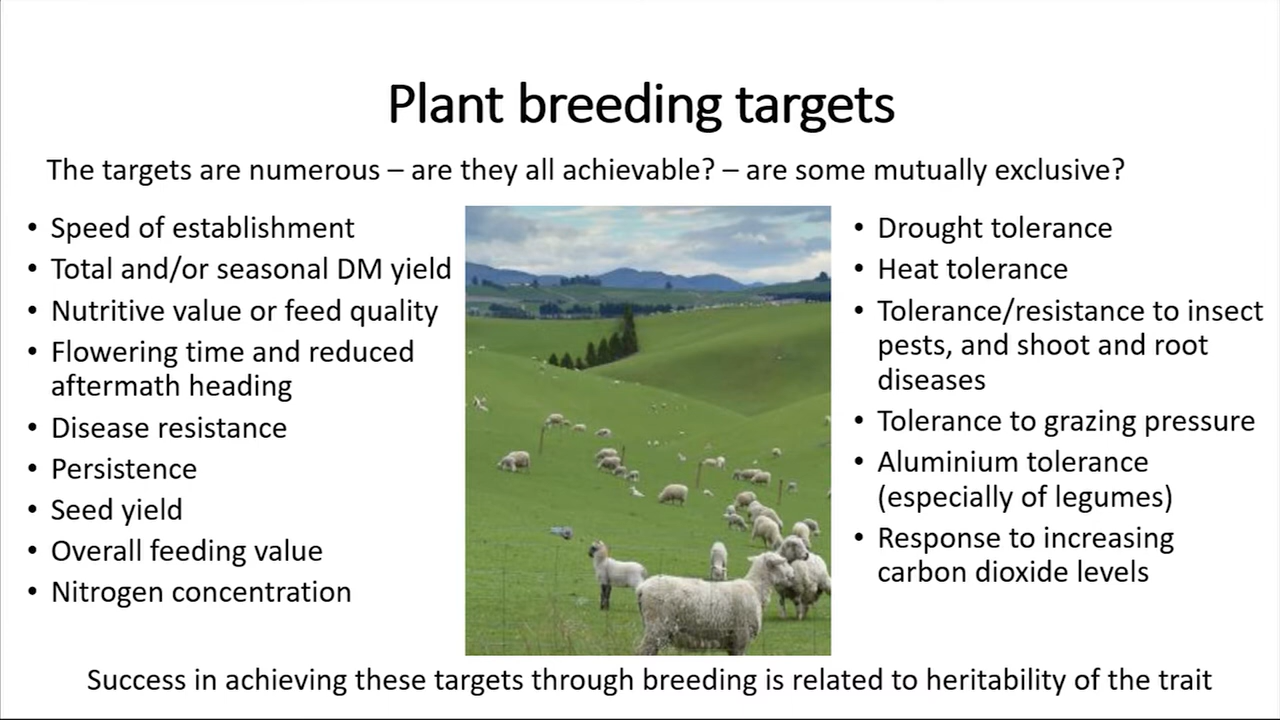 Plant breeding targets
The targets are numerous – are they all achievable? – are some mutually exclusive?
• Speed of establishment
• Total and/or seasonal DM yield
• Nutritive value or feed quality
• Flowering time and reduced
aftermath heading
• Disease resistance
• Persistence
• Seed yield
• Overall feeding value
• Nitrogen concentration
• Drought tolerance
• Heat tolerance
• Tolerance/resistance to insect
pests, and shoot and root
diseases
• Tolerance to grazing pressure
• Aluminium tolerance
(especially of legumes)
• Response to increasing
carbon dioxide levels
Success in achieving these targets through breeding is related to heritability of the trait